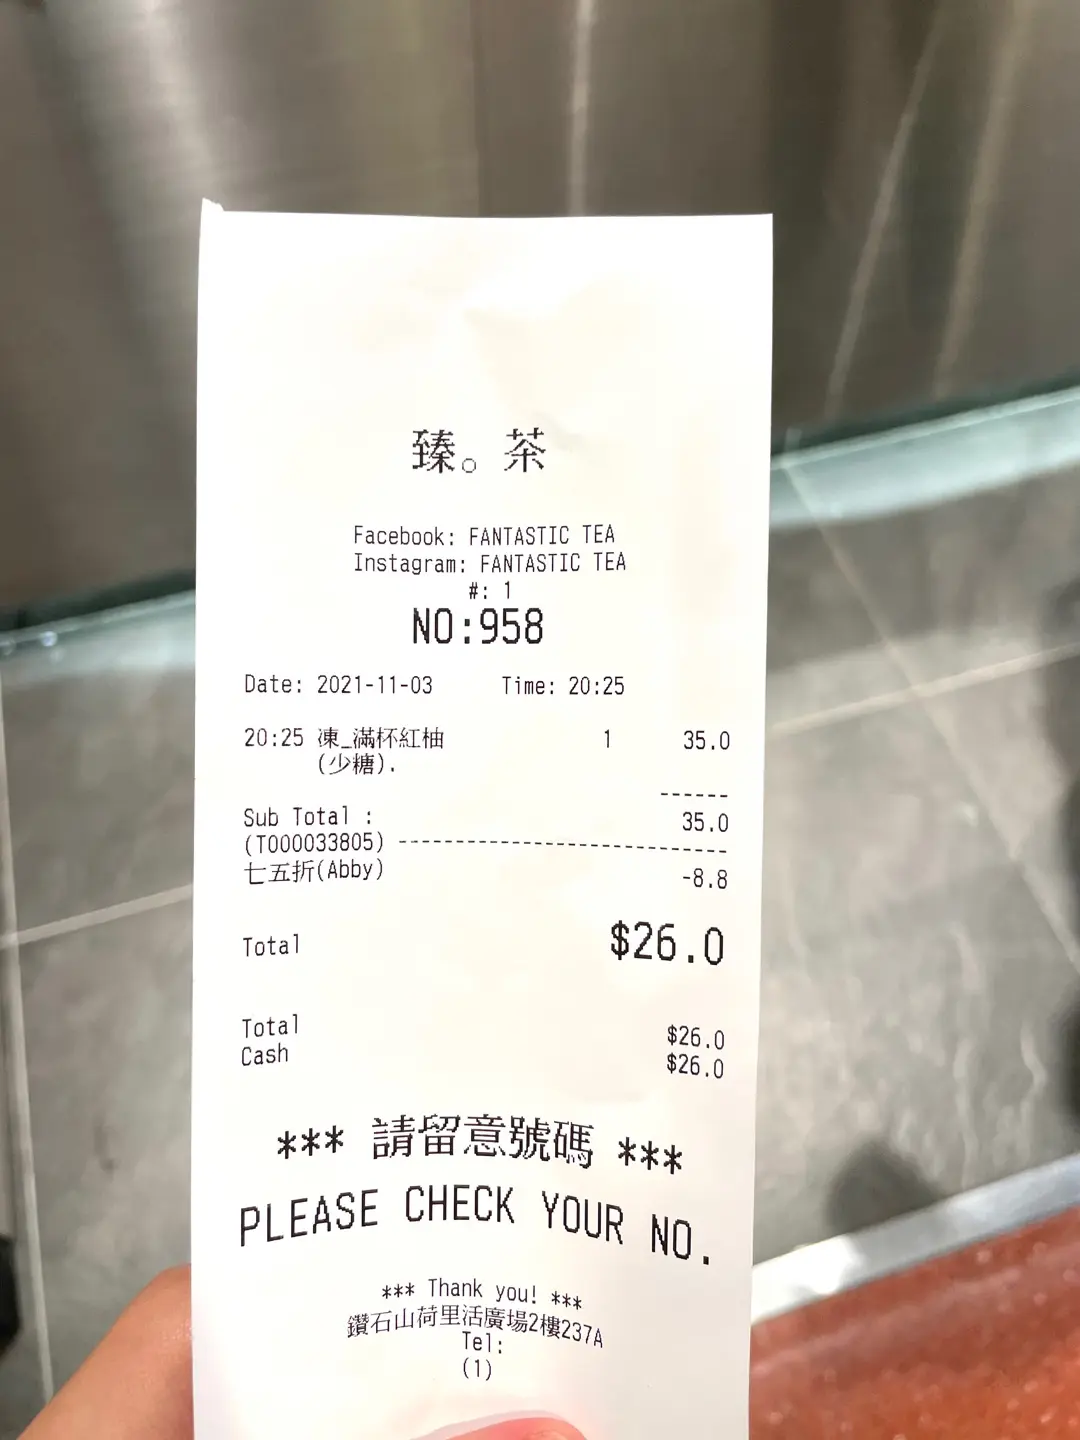 臻。茶
Facebook: FANTASTIC TEA
Instagram: FANTASTIC TEA
#: 1
NO:958
Date: 2021-11-03 Time: 20:25
20:25 凍_滿杯紅柚 1 35.0
(少糖).
------
Sub Total : 35.0
(T000033805) ---------------------------
七五折(Abby) -8.8
Total $26.0
Total $26.0
Cash $26.0
*** 請留意號碼 ***
PLEASE CHECK YOUR NO.
*** Thank you! ***
鑽石山荷里活廣場2樓237A
Tel:
(1)